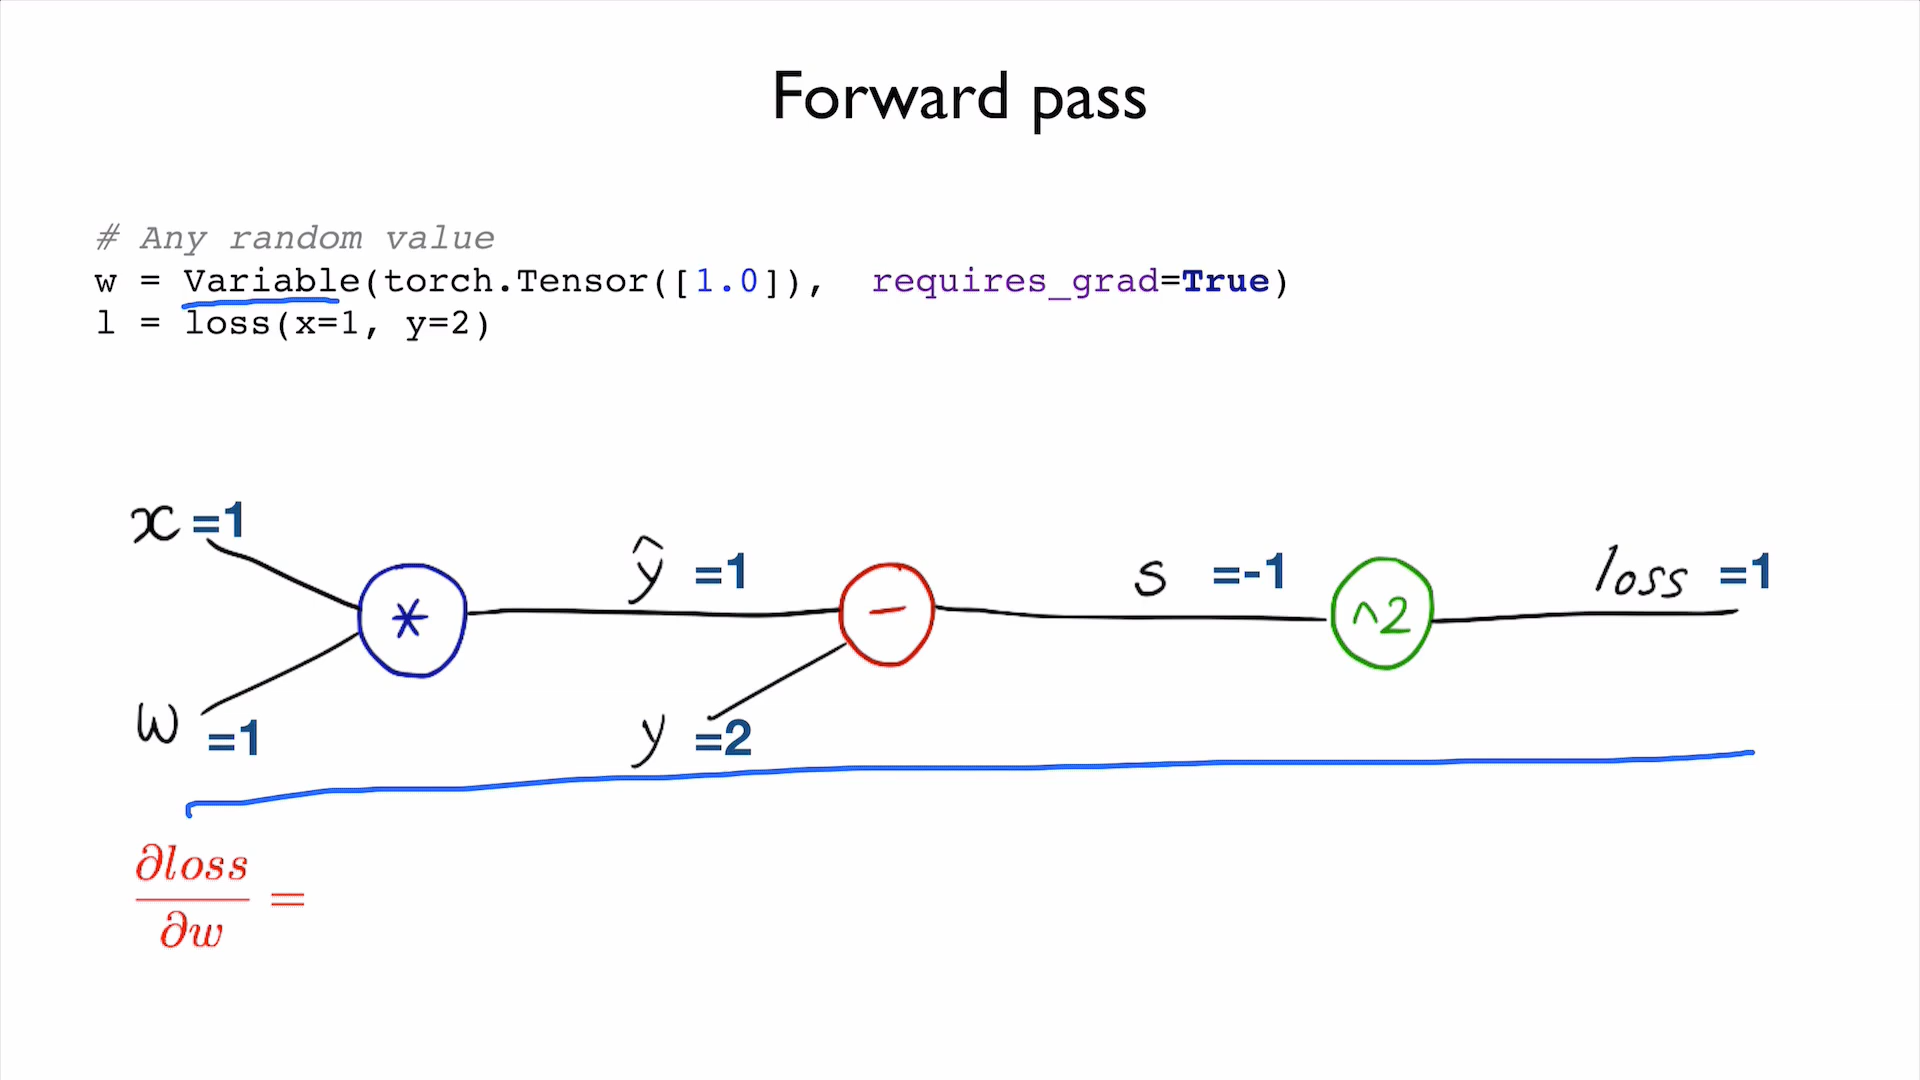 Forward pass
# Any random value
w = Variable(torch.Tensor([1.0]),  requires_grad=True)
l = loss(x=1, y=2)
x =1
ŷ =1
s =-1
loss =1
*
−
^2
w =1
y =2
∂loss
∂w
=